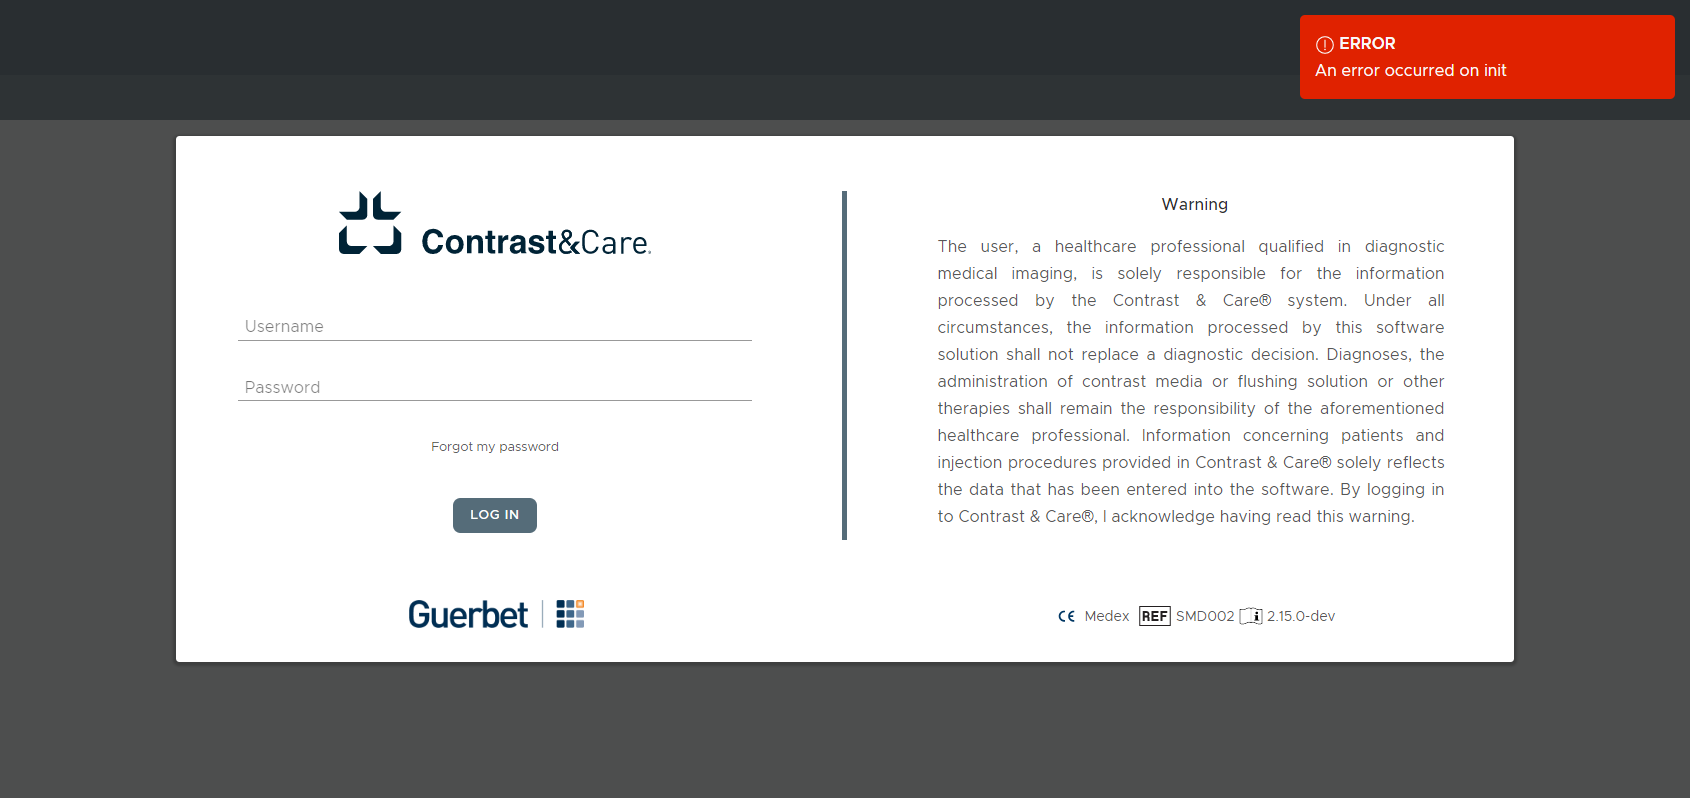 ERROR
An error occurred on init
Contrast&Care®
Username
Password
Forgot my password
LOG IN
Guerbet
Warning
The user, a healthcare professional qualified in diagnostic
medical imaging, is solely responsible for the information
processed by the Contrast & Care® system. Under all
circumstances, the information processed by this software
solution shall not replace a diagnostic decision. Diagnoses, the
administration of contrast media or flushing solution or other
therapies shall remain the responsibility of the aforementioned
healthcare professional. Information concerning patients and
injection procedures provided in Contrast & Care® solely reflects
the data that has been entered into the software. By logging in
to Contrast & Care®, I acknowledge having read this warning.
CE Medex REF SMD002 i 2.15.0-dev